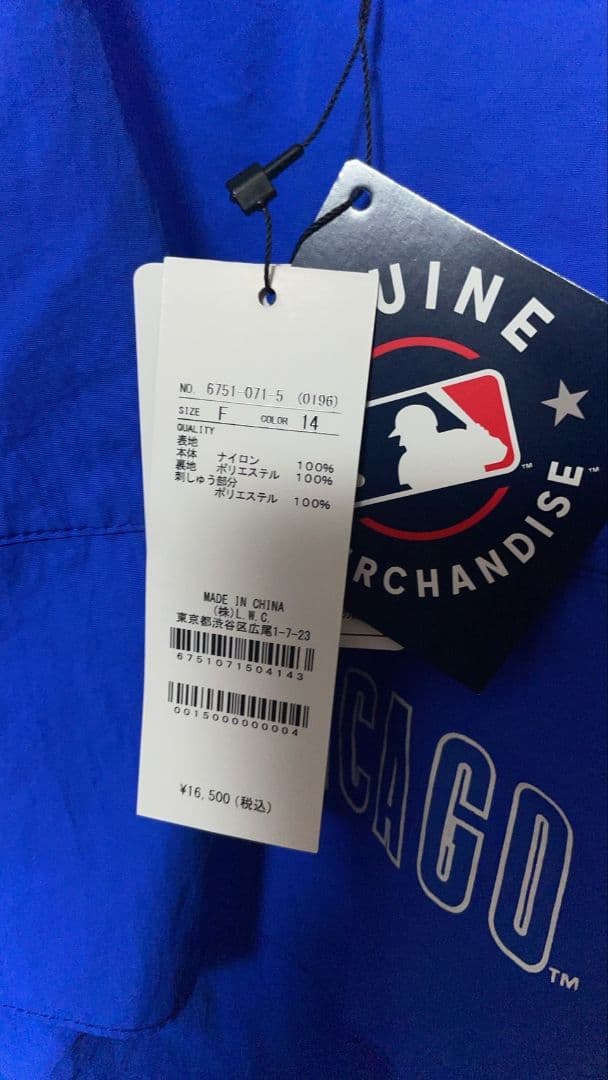 NO. 6751-071-5 (0196)
SIZE F COLOR 14
QUALITY
表地
本体 ナイロン 100%
裏地 ポリエステル 100%
刺しゅう部分
ポリエステル 100%
MADE IN CHINA
(株)L.W.C.
東京都渋谷区広尾1-7-23
6751071504143
0015000000004
¥16,500(税込)
UINE
RCHANDISE
TM
CAGO
TM